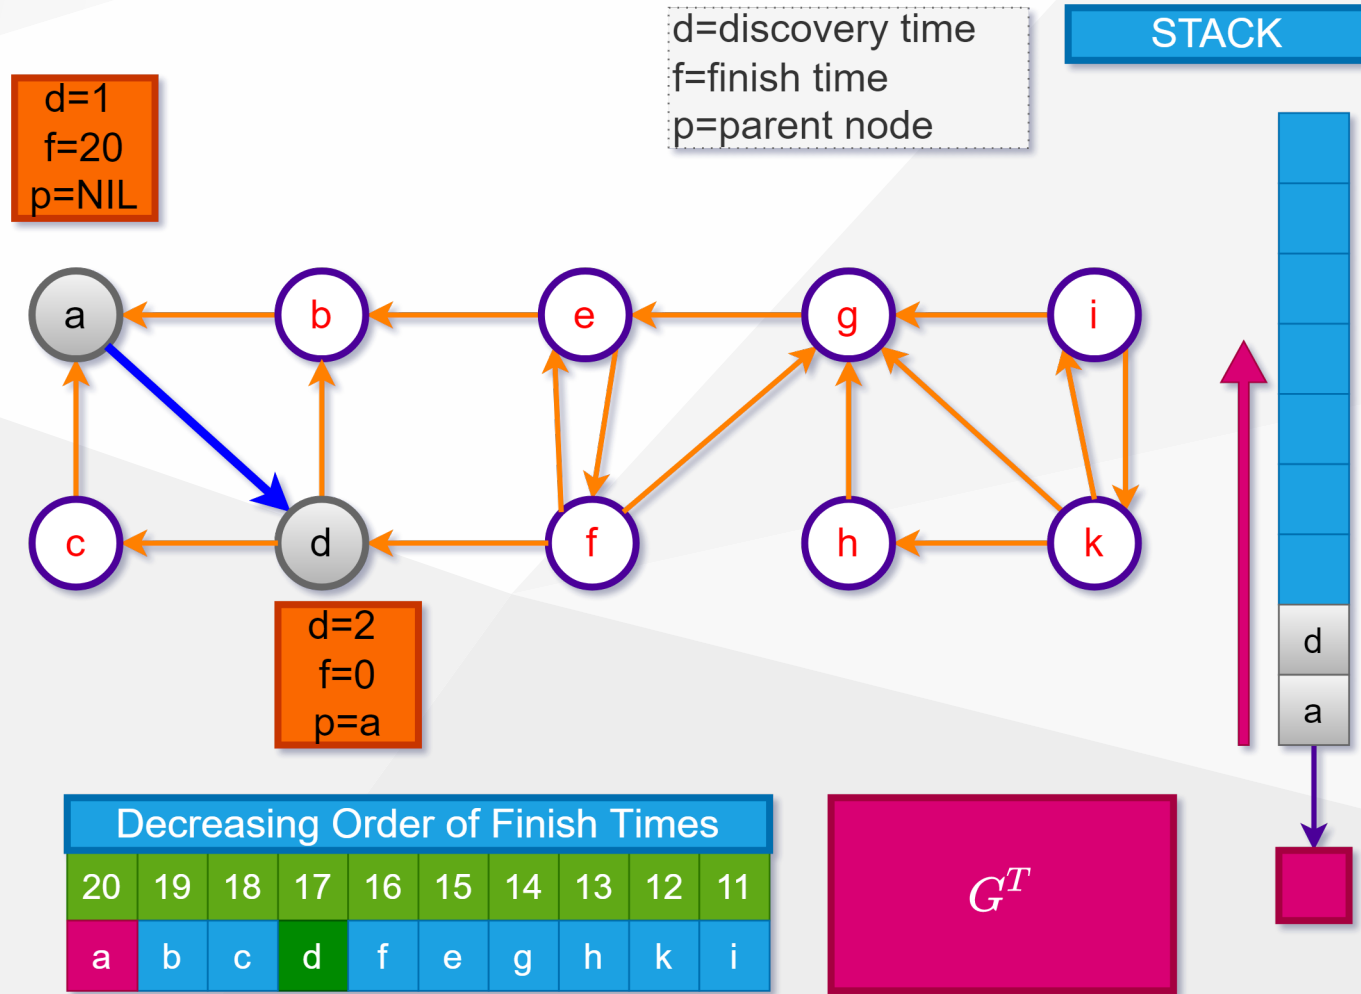 d=discovery time
f=finish time
p=parent node
STACK
d=1
f=20
p=NIL
a
b
e
g
i
c
d
f
h
k
d
a
d=2
f=0
p=a
Decreasing Order of Finish Times
20 19 18 17 16 15 14 13 12 11
a b c d f e g h k i
G^T